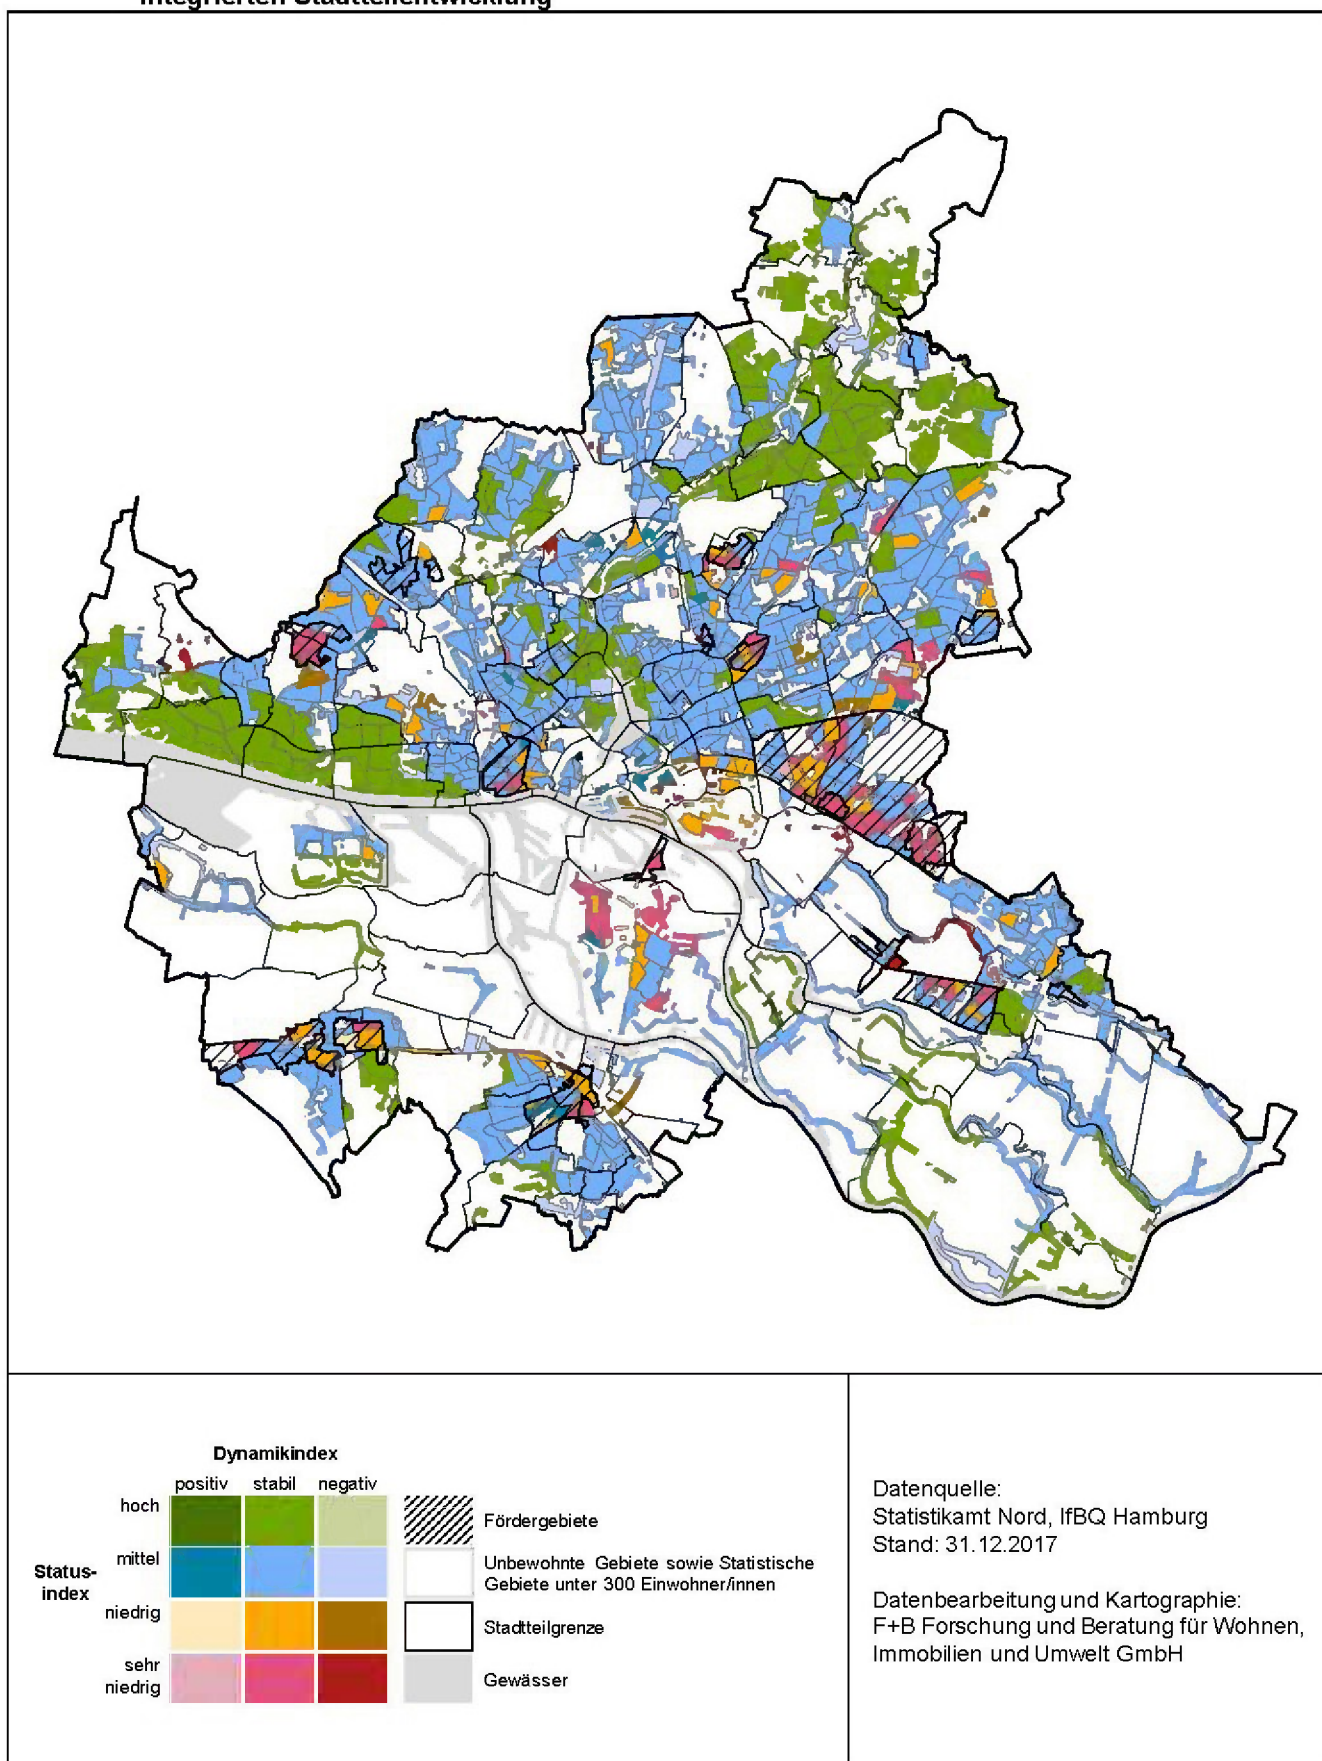 Integrierten Stadtteilentwicklung
Dynamikindex
positiv stabil negativ
hoch
mittel
Status-
index
niedrig
sehr
niedrig
Fördergebiete
Unbewohnte Gebiete sowie Statistische
Gebiete unter 300 Einwohner/innen
Stadtteilgrenze
Gewässer
Datenquelle:
Statistikamt Nord, IfBQ Hamburg
Stand: 31.12.2017
Datenbearbeitung und Kartographie:
F+B Forschung und Beratung für Wohnen,
Immobilien und Umwelt GmbH